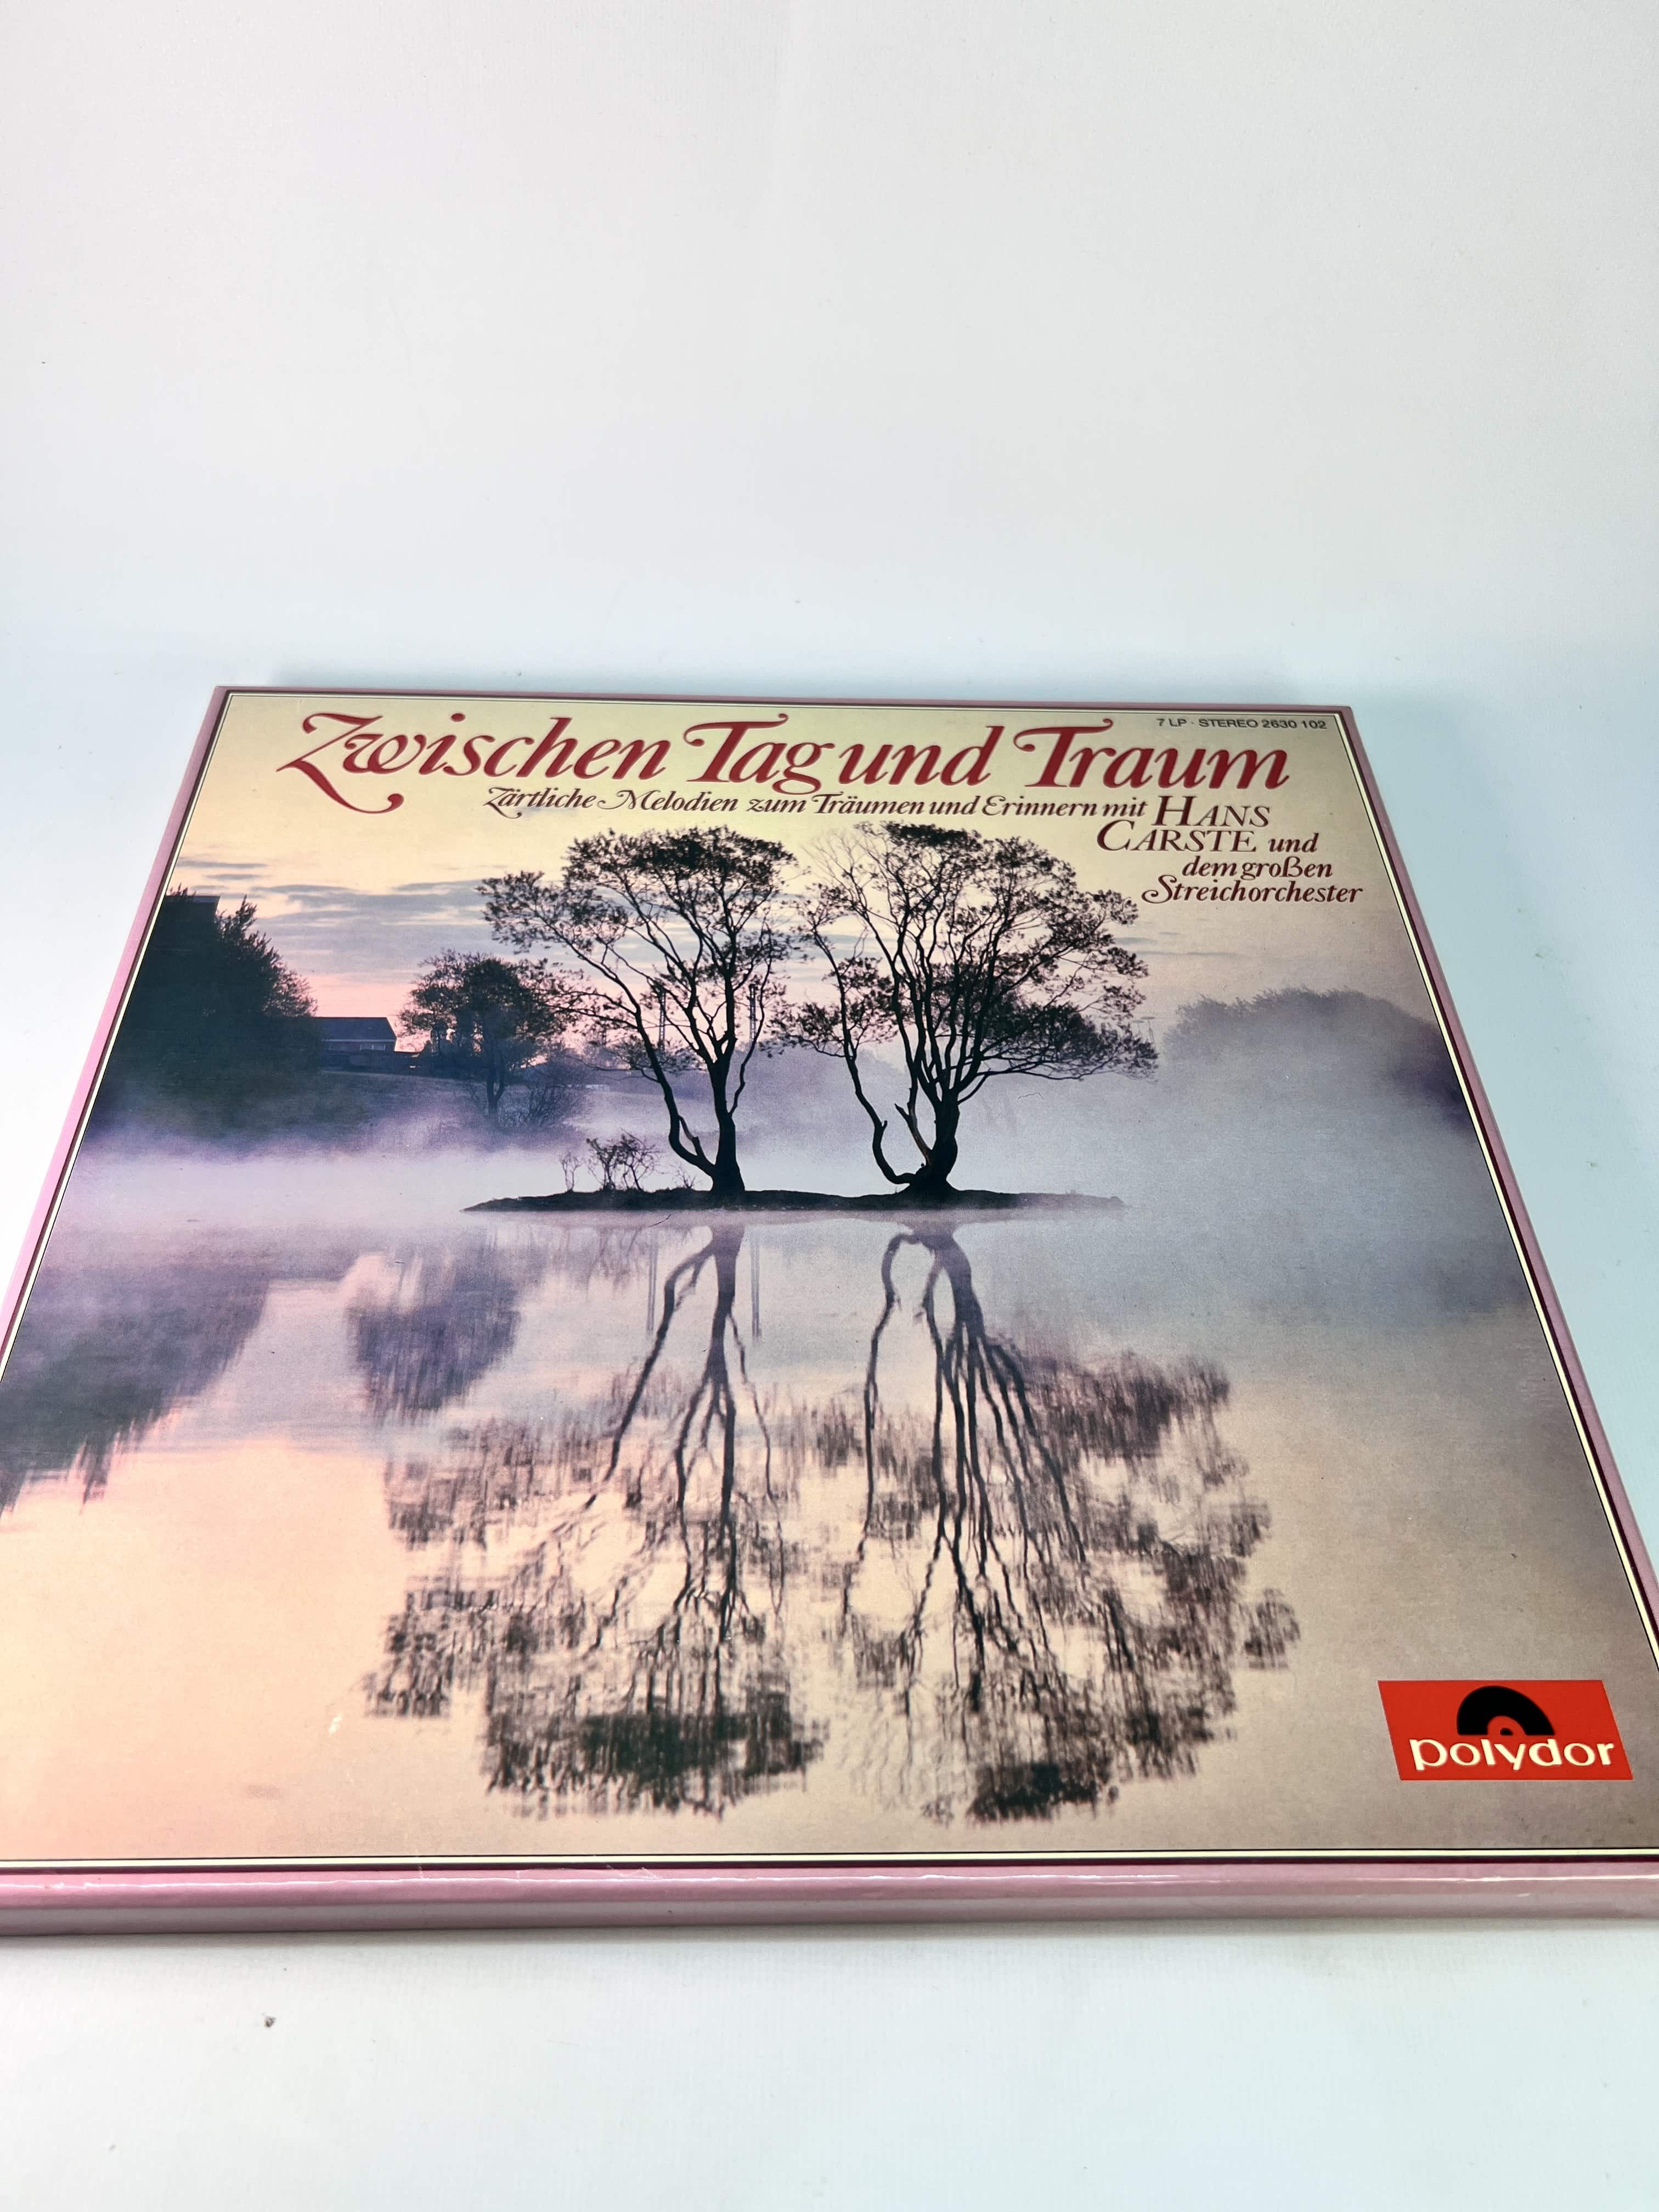 7 LP · STEREO 2630 102
Zwischen Tag und Traum
Zärtliche Melodien zum Träumen und Erinnern mit HANS
CARSTE und
dem großen
Streichorchester
polydor